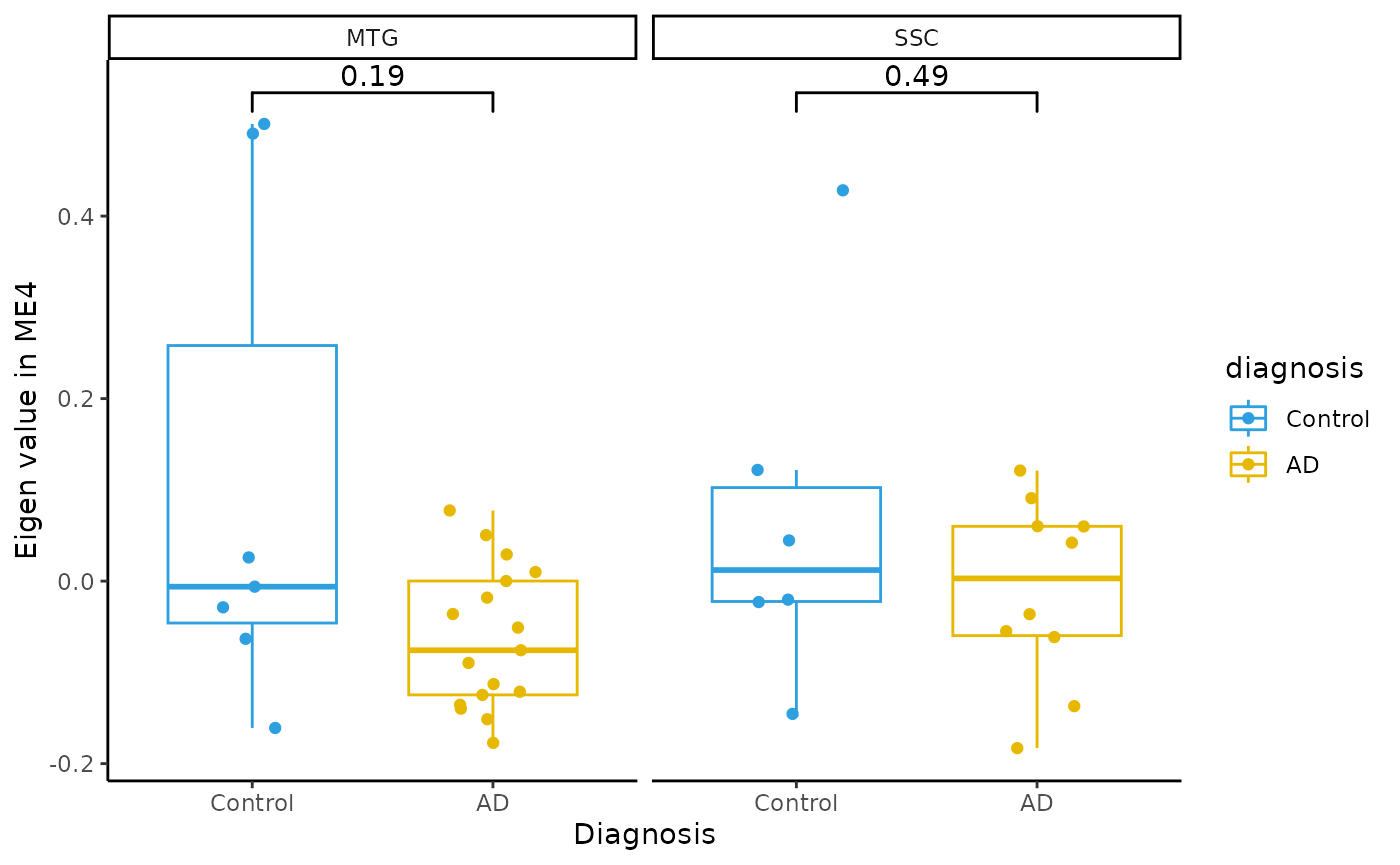 MTG
SSC
0.19
0.49
0.4
0.2
0.0
-0.2
Eigen value in ME4
Control
AD
Control
AD
Diagnosis
diagnosis
Control
AD